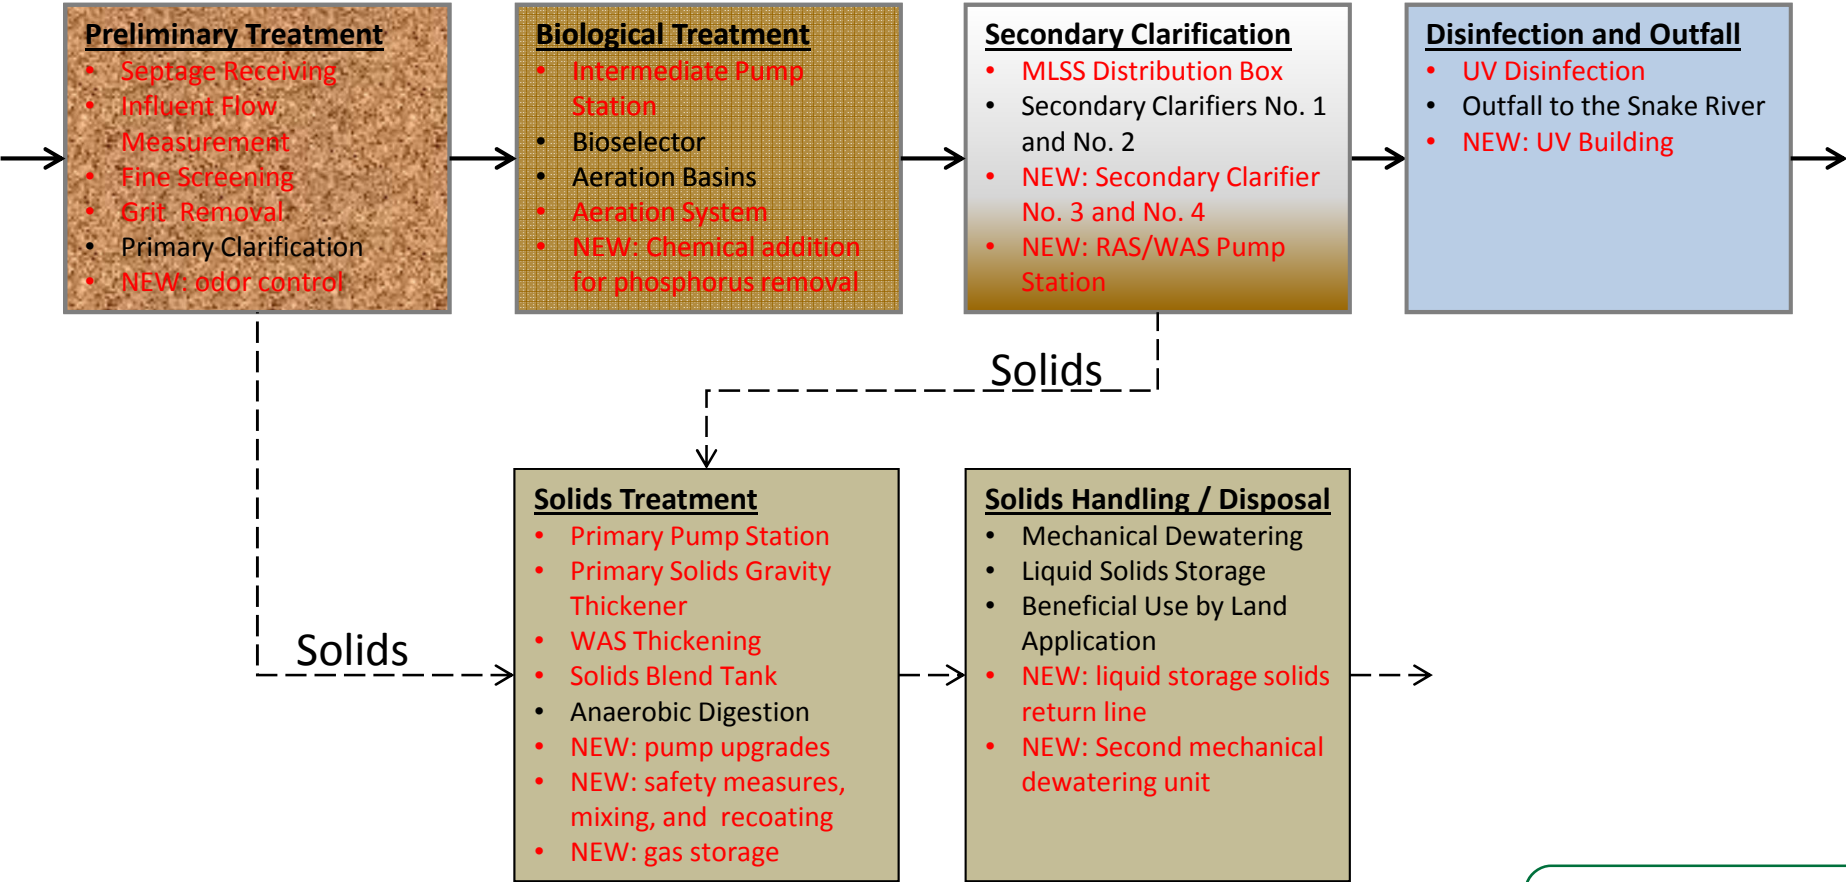 Preliminary Treatment
• Septage Receiving
• Influent Flow
Measurement
• Fine Screening
• Grit Removal
• Primary Clarification
• NEW: odor control
Biological Treatment
• Intermediate Pump
Station
• Bioselector
• Aeration Basins
• Aeration System
• NEW: Chemical addition
for phosphorus removal
Secondary Clarification
• MLSS Distribution Box
• Secondary Clarifiers No. 1
and No. 2
• NEW: Secondary Clarifier
No. 3 and No. 4
• NEW: RAS/WAS Pump
Station
Disinfection and Outfall
• UV Disinfection
• Outfall to the Snake River
• NEW: UV Building
Solids
Solids
Solids Treatment
• Primary Pump Station
• Primary Solids Gravity
Thickener
• WAS Thickening
• Solids Blend Tank
• Anaerobic Digestion
• NEW: pump upgrades
• NEW: safety measures,
mixing, and recoating
• NEW: gas storage
Solids Handling / Disposal
• Mechanical Dewatering
• Liquid Solids Storage
• Beneficial Use by Land
Application
• NEW: liquid storage solids
return line
• NEW: Second mechanical
dewatering unit